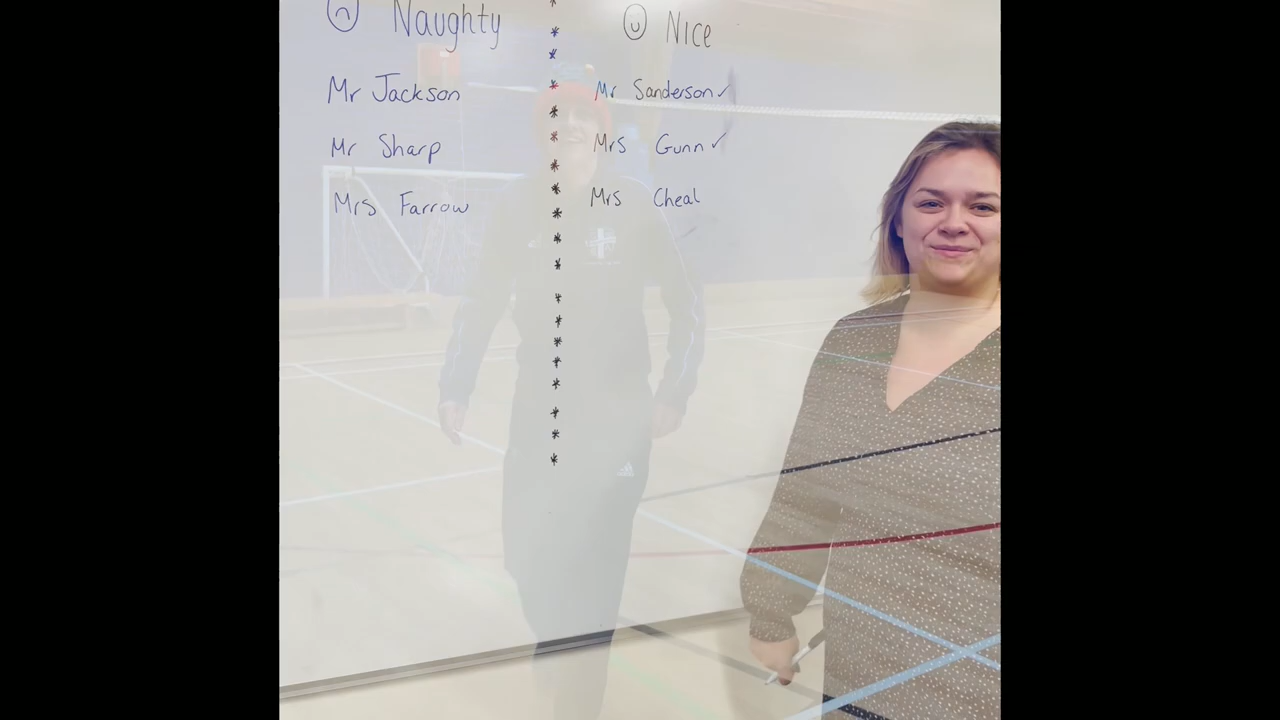 Naughty
Nice
Mr Jackson
Mr Sanderson✓
Mr Sharp
Mrs Gunn✓
Mrs Farrow
Mrs Cheal